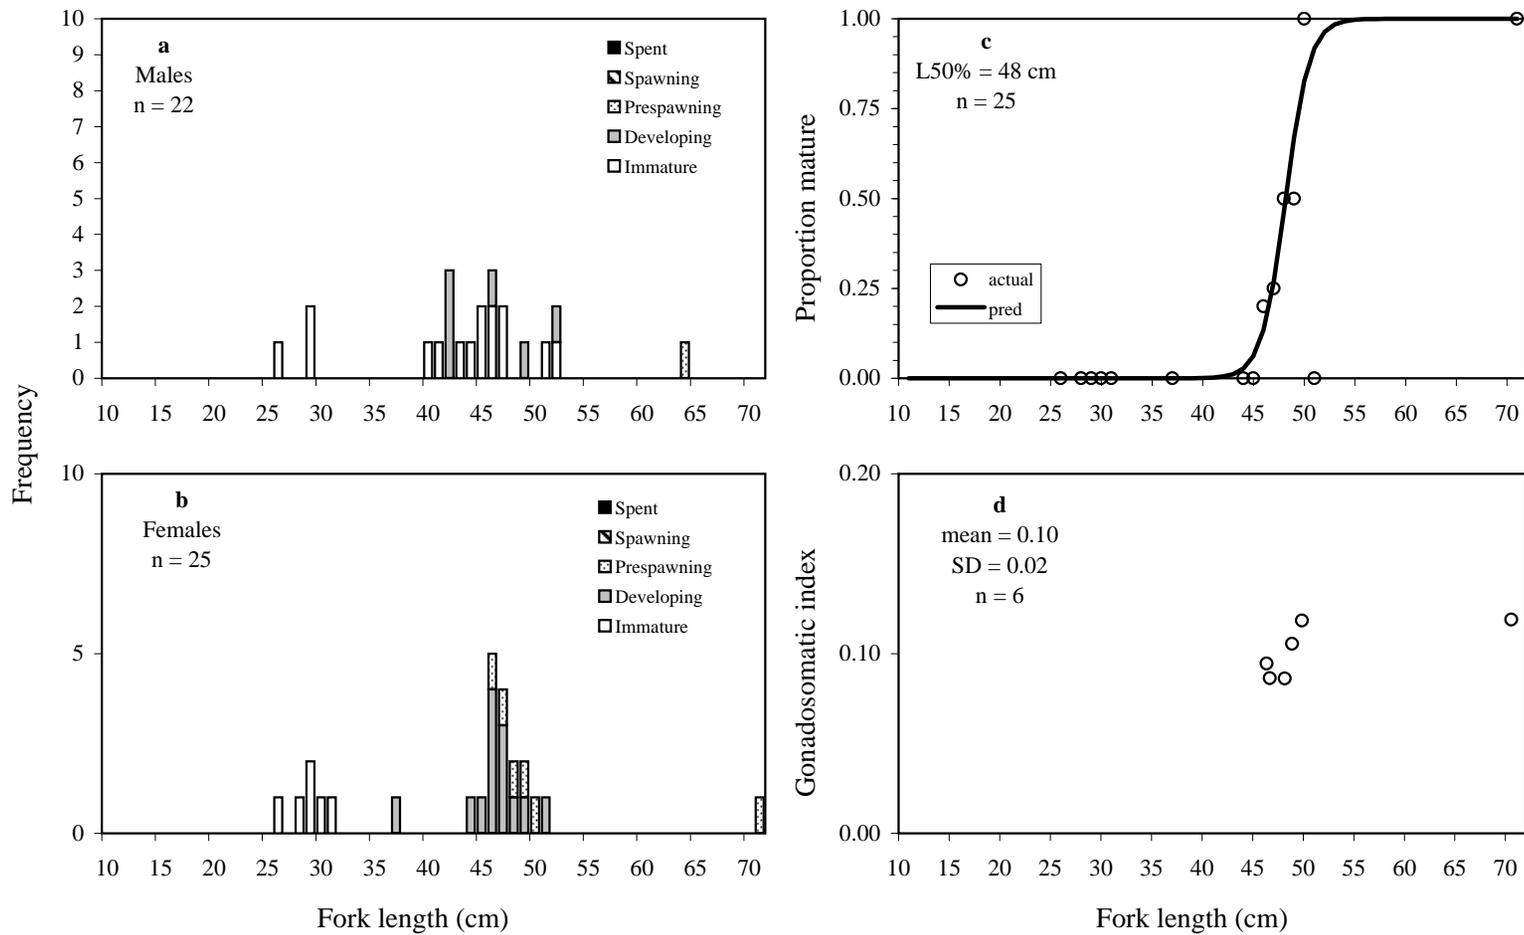 a
Males
n = 22
Spent
Spawning
Prespawning
Developing
Immature
10
9
8
7
6
5
4
3
2
1
0
10 15 20 25 30 35 40 45 50 55 60 65 70
c
L50% = 48 cm
n = 25
actual
pred
Proportion mature
1.00
0.75
0.50
0.25
0.00
10 15 20 25 30 35 40 45 50 55 60 65 70
Frequency
b
Females
n = 25
Spent
Spawning
Prespawning
Developing
Immature
10
5
0
10 15 20 25 30 35 40 45 50 55 60 65 70
Fork length (cm)
d
mean = 0.10
SD = 0.02
n = 6
Gonadosomatic index
0.20
0.10
0.00
10 15 20 25 30 35 40 45 50 55 60 65 70
Fork length (cm)